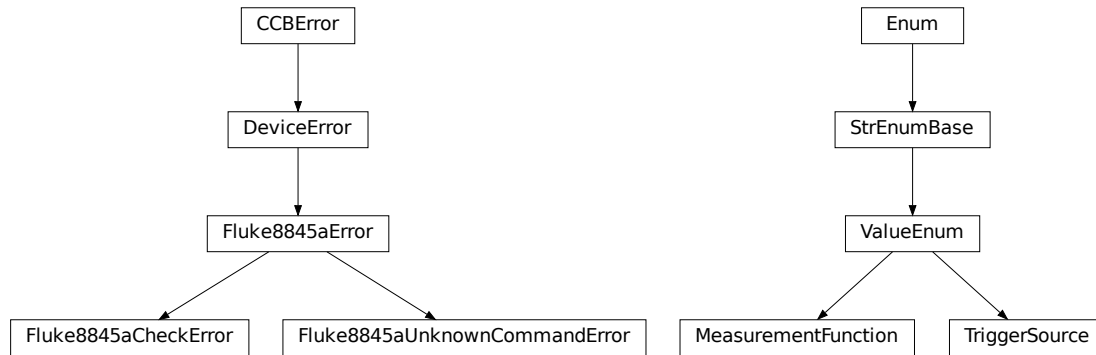 CCBError
Enum
DeviceError
StrEnumBase
Fluke8845aError
ValueEnum
Fluke8845aCheckError
Fluke8845aUnknownCommandError
MeasurementFunction
TriggerSource